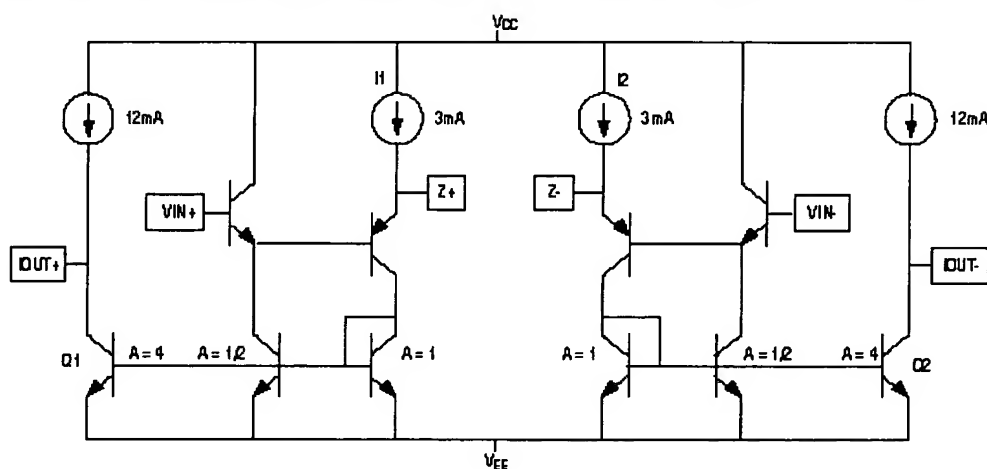 VCC
I1 I2
12mA 3mA 3mA 12mA
Z+ Z-
VIN+ VIN-
IOUT+ IOUT-
Q1 A=4 A=1/2 A=1 A=1 A=1/2 A=4 Q2
VEE